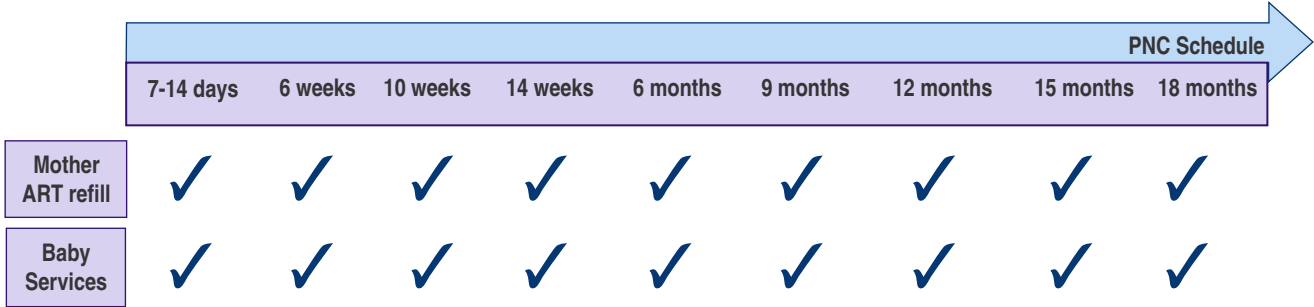 PNC Schedule
7-14 days 6 weeks 10 weeks 14 weeks 6 months 9 months 12 months 15 months 18 months
Mother
ART refill
Baby
Services